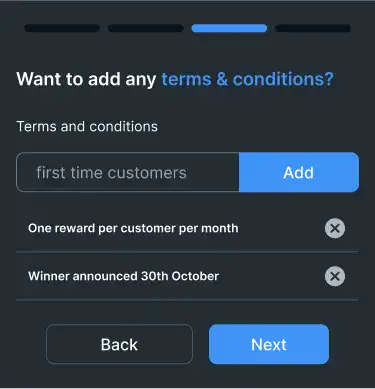 Want to add any terms & conditions?
Terms and conditions
first time customers
Add
One reward per customer per month
Winner announced 30th October
Back
Next